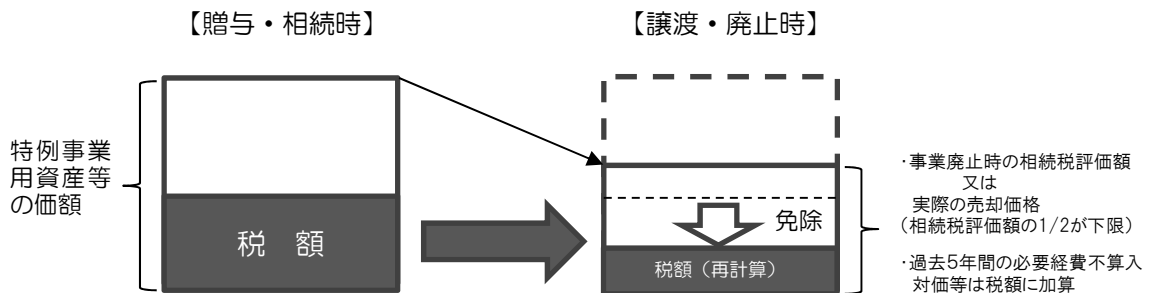 【贈与・相続時】
【譲渡・廃止時】
特例事業
用資産等
の価額
税　額
免除
税額（再計算）
・事業廃止時の相続税評価額
又は
実際の売却価格
（相続税評価額の1/2が下限）
・過去5年間の必要経費不算入
対価等は税額に加算